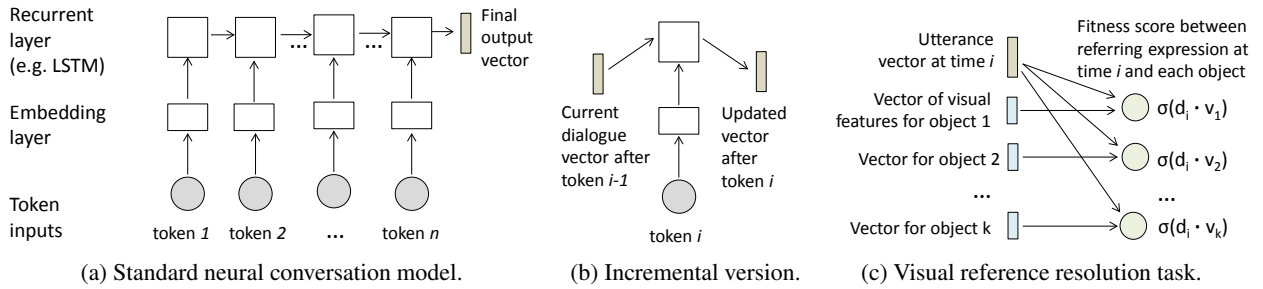 Recurrent
layer
(e.g. LSTM)
...
...
Final
output
vector
Embedding
layer
Token
inputs
token 1
token 2
...
token n
(a) Standard neural conversation model.
Current
dialogue
vector after
token i-1
Updated
vector
after
token i
token i
(b) Incremental version.
Utterance
vector at time i
Fitness score between
referring expression at
time i and each object
Vector of visual
features for object 1
σ(di · v1)
Vector for object 2
σ(di · v2)
...
...
Vector for object k
σ(di · vk)
(c) Visual reference resolution task.